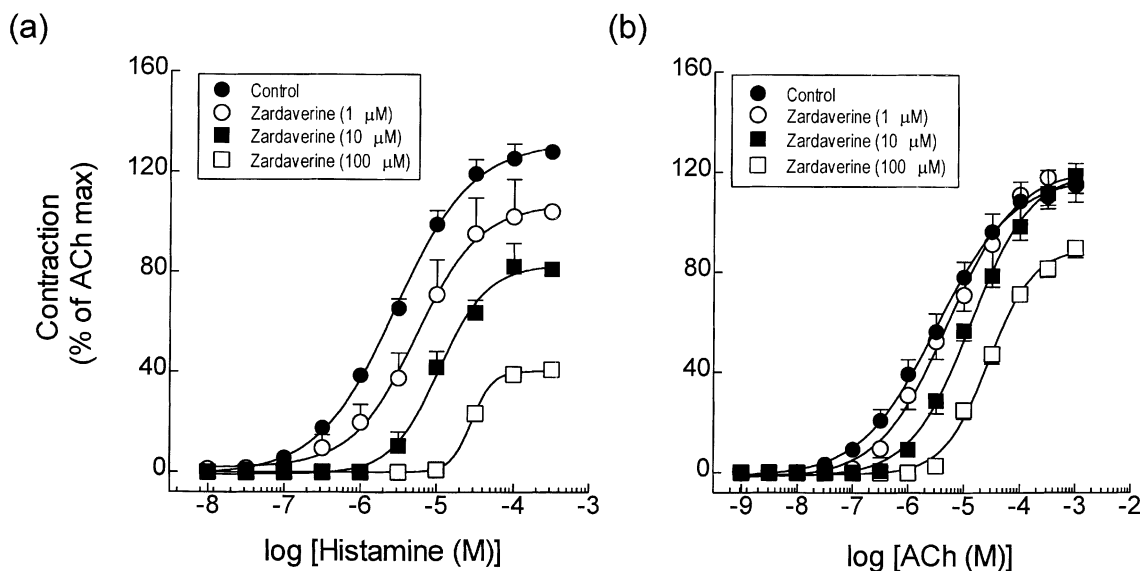 (a)
160
120
80
40
0
Contraction
(% of ACh max)
Control
Zardaverine (1 μM)
Zardaverine (10 μM)
Zardaverine (100 μM)
-8 -7 -6 -5 -4 -3
log [Histamine (M)]
(b)
160
120
80
40
0
Control
Zardaverine (1 μM)
Zardaverine (10 μM)
Zardaverine (100 μM)
-9 -8 -7 -6 -5 -4 -3 -2
log [ACh (M)]